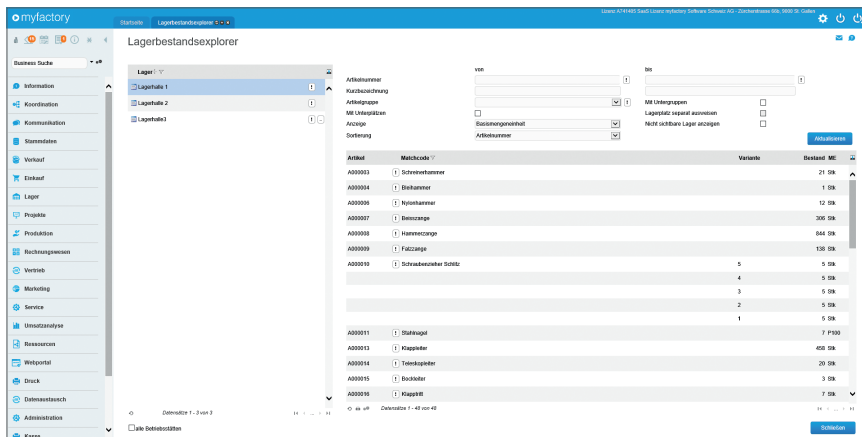 myfactory
Startseite
Lagerbestandsexplorer
Lizenz A741485 SaaS Lizenz myfactory Software Schweiz AG - Zürcherstrasse 66b, 9000 St. Gallen
Lagerbestandsexplorer
Business Suche
Information
Koordination
Kommunikation
Stammdaten
Verkauf
Einkauf
Lager
Projekte
Produktion
Rechnungswesen
Vertrieb
Marketing
Service
Umsatzanalyse
Ressourcen
Webportal
Druck
Datenaustausch
Administration
Kasse
Lager
Lagerhalle 1
Lagerhalle 2
Lagerhalle3
Datensätze 1 - 3 von 3
alle Betriebsstätten
von bis
Artikelnummer
Kurzbezeichnung
Artikelgruppe Mit Untergruppen
Mit Unterplätzen Lagerplatz separat ausweisen
Anzeige Basismengeneinheit Nicht sichtbare Lager anzeigen
Sortierung Artikelnummer
Aktualisieren
Artikel Matchcode Variante Bestand ME
A000003 Schreinerhammer 21 Stk
A000004 Bleihammer 1 Stk
A000006 Nylonhammer 12 Stk
A000007 Beisszange 306 Stk
A000008 Hammerzange 844 Stk
A000009 Falzzange 138 Stk
A000010 Schraubenzieher Schlitz 5 5 Stk
4 5 Stk
3 5 Stk
2 5 Stk
1 5 Stk
A000011 Stahlnagel 7 P100
A000013 Klappleiter 458 Stk
A000014 Teleskopleiter 20 Stk
A000015 Bockleiter 3 Stk
A000016 Klapptritt 7 Stk
Datensätze 1 - 48 von 48
Schließen